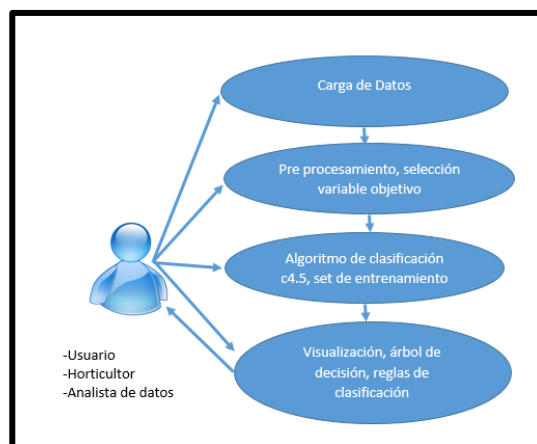 Carga de Datos
Pre procesamiento, selección
variable objetivo
Algoritmo de clasificación
c4.5, set de entrenamiento
Visualización, árbol de
decisión, reglas de
clasificación
-Usuario
-Horticultor
-Analista de datos